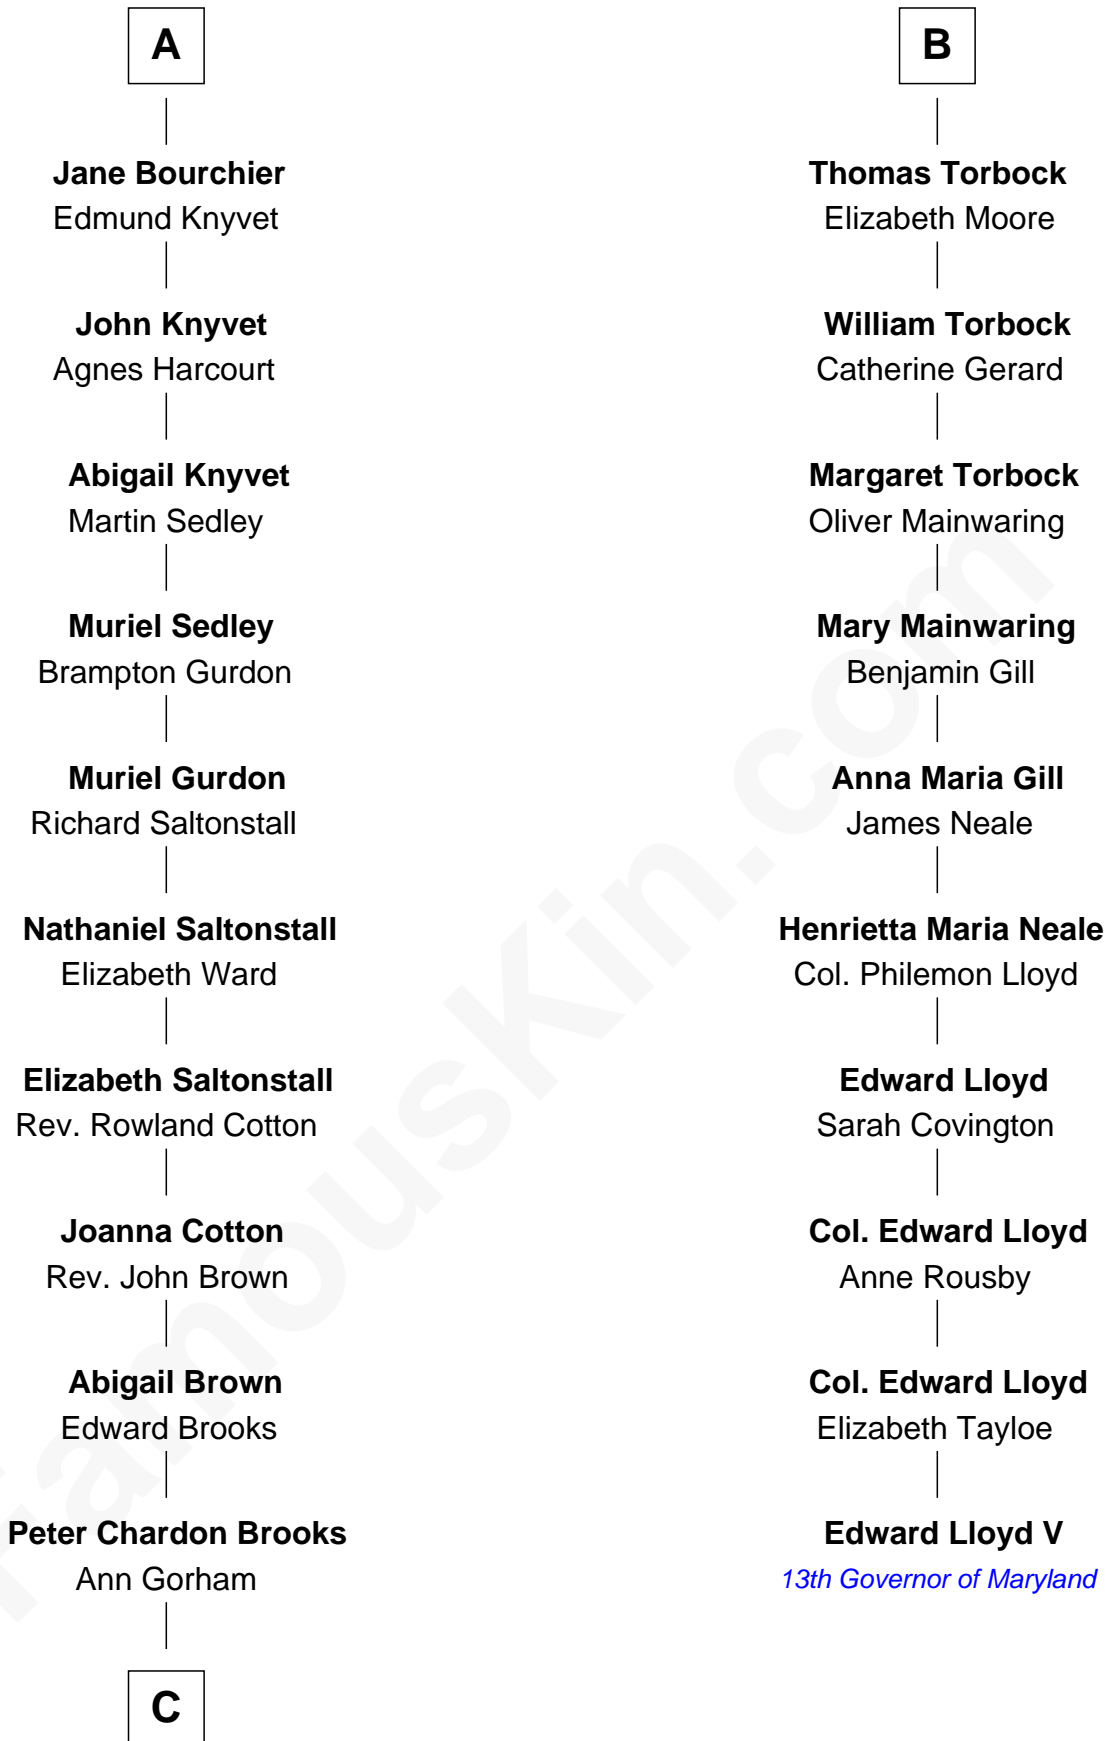 A
Jane Bourchier
Edmund Knyvet
John Knyvet
Agnes Harcourt
Abigail Knyvet
Martin Sedley
Muriel Sedley
Brampton Gurdon
Muriel Gurdon
Richard Saltonstall
Nathaniel Saltonstall
Elizabeth Ward
Elizabeth Saltonstall
Rev. Rowland Cotton
Joanna Cotton
Rev. John Brown
Abigail Brown
Edward Brooks
Peter Chardon Brooks
Ann Gorham
C
B
Thomas Torbock
Elizabeth Moore
William Torbock
Catherine Gerard
Margaret Torbock
Oliver Mainwaring
Mary Mainwaring
Benjamin Gill
Anna Maria Gill
James Neale
Henrietta Maria Neale
Col. Philemon Lloyd
Edward Lloyd
Sarah Covington
Col. Edward Lloyd
Anne Rousby
Col. Edward Lloyd
Elizabeth Tayloe
Edward Lloyd V
13th Governor of Maryland
FamousKin.com